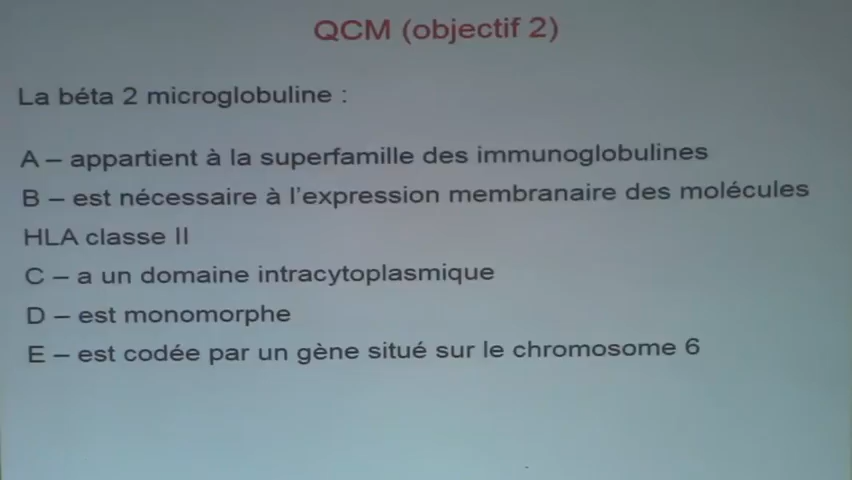 QCM (objectif 2)
La béta 2 microglobuline :
A – appartient à la superfamille des immunoglobulines
B – est nécessaire à l'expression membranaire des molécules
HLA classe II
C – a un domaine intracytoplasmique
D – est monomorphe
E – est codée par un gène situé sur le chromosome 6